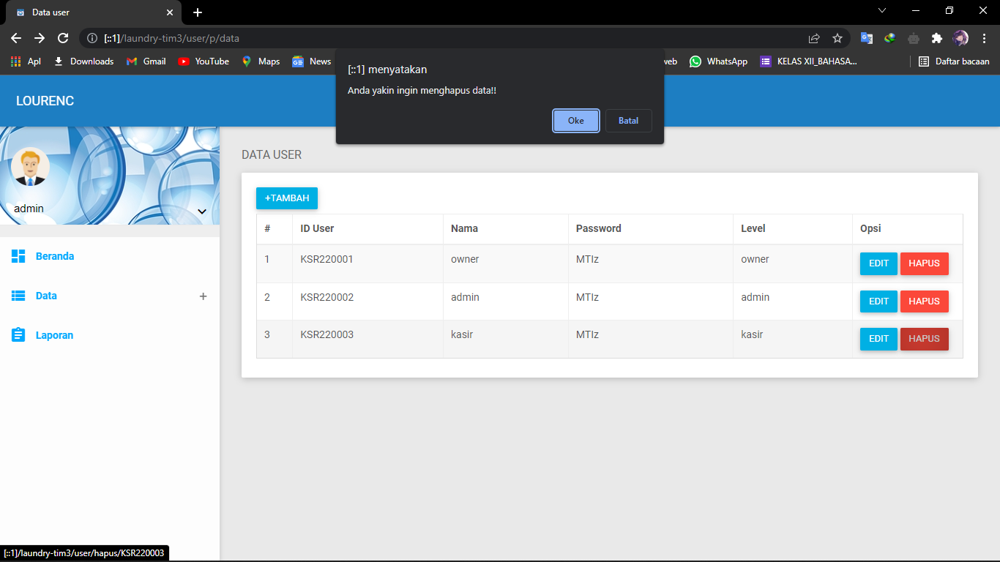 Data user
[::1]/laundry-tim3/user/p/data
Apl Downloads Gmail YouTube Maps News web WhatsApp KELAS XII_BAHASA... Daftar bacaan
[::1] menyatakan
Anda yakin ingin menghapus data!!
Oke Batal
LOURENC
admin
Beranda
Data +
Laporan
DATA USER
+TAMBAH
# ID User Nama Password Level Opsi
1 KSR220001 owner MTIz owner EDIT HAPUS
2 KSR220002 admin MTIz admin EDIT HAPUS
3 KSR220003 kasir MTIz kasir EDIT HAPUS
[::1]/laundry-tim3/user/hapus/KSR220003